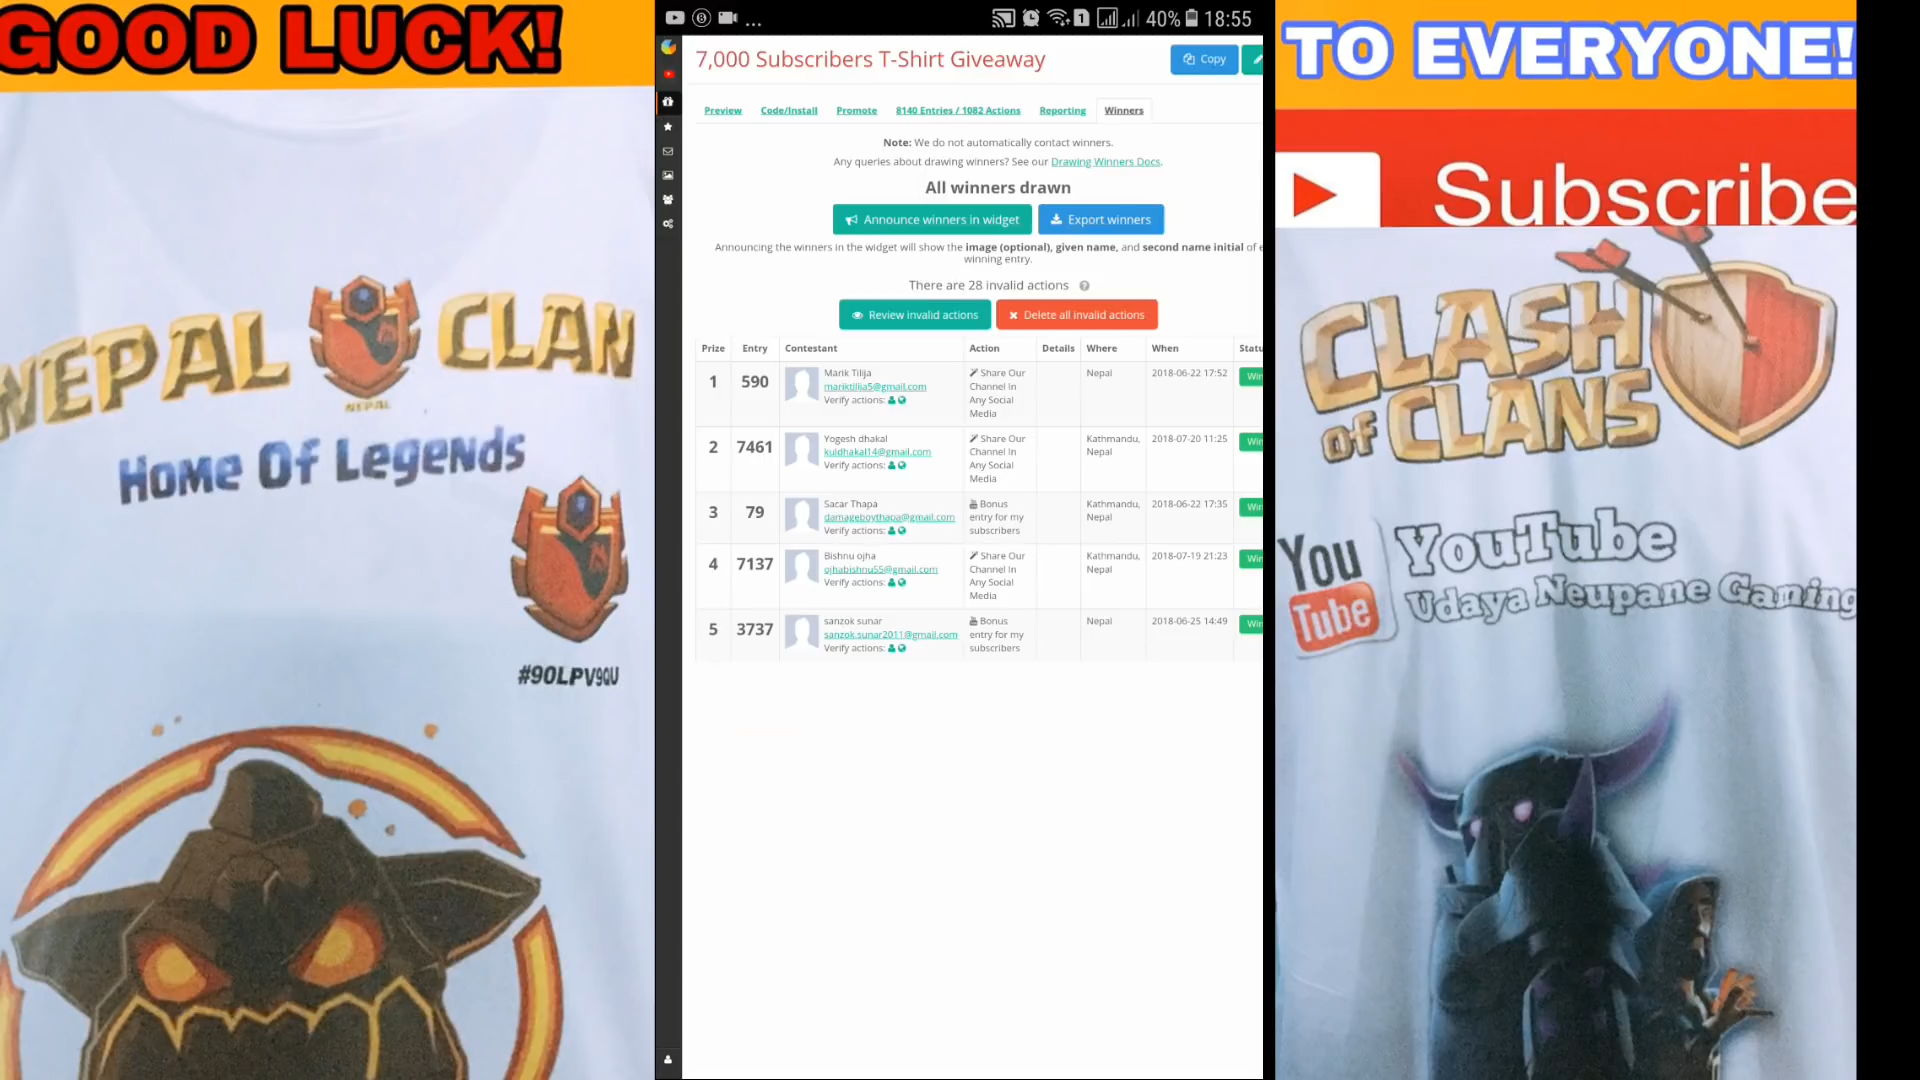 GOOD LUCK!
NEPAL CLAN
NEPAL
Home Of Legends
#90LPV9QU
... 1 40% 18:55
7,000 Subscribers T-Shirt Giveaway
Copy
Preview Code/Install Promote 8140 Entries / 1082 Actions Reporting Winners
Note: We do not automatically contact winners.
Any queries about drawing winners? See our Drawing Winners Docs.
All winners drawn
Announce winners in widget Export winners
Announcing the winners in the widget will show the image (optional), given name, and second name initial of e
winning entry.
There are 28 invalid actions ?
Review invalid actions Delete all invalid actions
Prize Entry Contestant Action Details Where When Statu
1 590 Marik Tilija Share Our Nepal 2018-06-22 17:52 Win
mariktilija5@gmail.com Channel In
Verify actions: Any Social
Media
2 7461 Yogesh dhakal Share Our Kathmandu, 2018-07-20 11:25 Win
kuldhakal14@gmail.com Channel In Nepal
Verify actions: Any Social
Media
3 79 Sacar Thapa Bonus Kathmandu, 2018-06-22 17:35 Win
damageboythapa@gmail.com entry for my Nepal
Verify actions: subscribers
4 7137 Bishnu ojha Share Our Kathmandu, 2018-07-19 21:23 Win
ojhabishnu55@gmail.com Channel In Nepal
Verify actions: Any Social
Media
5 3737 sanzok sunar Bonus Nepal 2018-06-25 14:49 Win
sanzok.sunar2011@gmail.com entry for my
Verify actions: subscribers
TO EVERYONE!
Subscribe
CLASH
OF CLANS
You
Tube
YouTube
Udaya Neupane Gaming